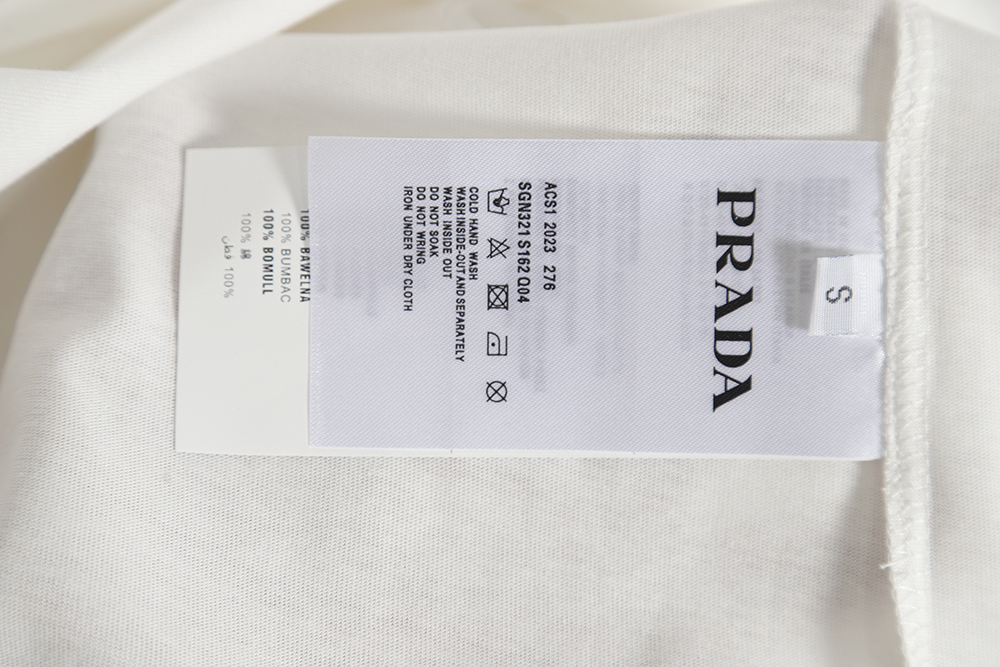 PRADA
S
ACS1 2023 276
SGN321 S162 Q04
COLD HAND WASH
WASH INSIDE-OUT AND SEPARATELY
WASH INSIDE OUT
DO NOT SOAK
DO NOT WRING
IRON UNDER DRY CLOTH
100% BAWEŁNA
100% BUMBAC
100% BOMULL
100% 綿
100% قطن